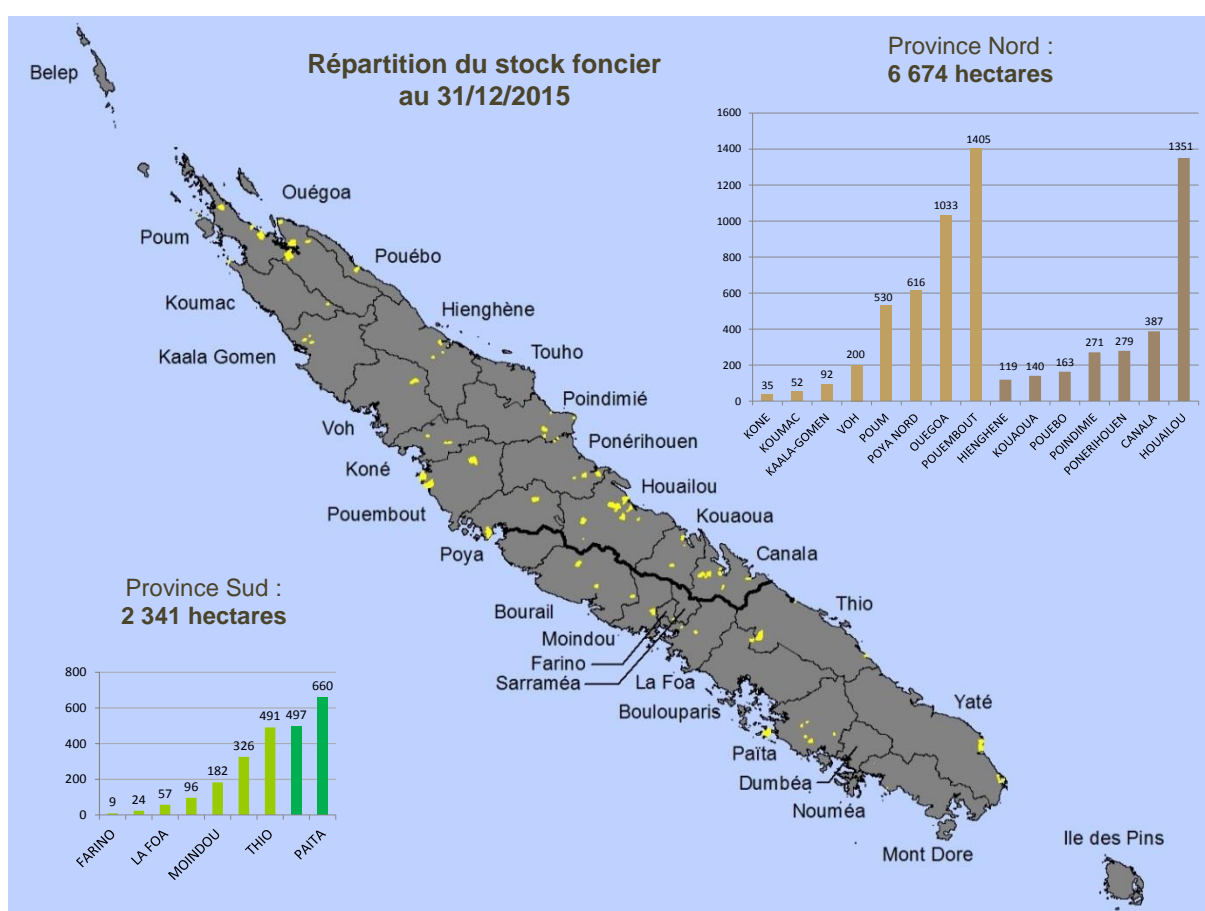 Répartition du stock foncier
au 31/12/2015
Province Nord :
6 674 hectares
1600
1400
1200
1000
800
600
400
200
0
35
52
92
200
530
616
1033
1405
119
140
163
271
279
387
1351
KONE
KOUMAC
KAALA-GOMEN
VOH
POUM
POYA NORD
OUEGOA
POUEMBOUT
HIENGHENE
KOUAOUA
POUEBO
POINDIMIE
PONERIHOUEN
CANALA
HOUAILOU
Belep
Ouégoa
Poum
Pouébo
Koumac
Hienghène
Kaala Gomen
Touho
Poindimié
Voh
Ponérihouen
Koné
Houailou
Pouembout
Kouaoua
Poya
Canala
Thio
Bourail
Moindou
Farino
Sarraméa
La Foa
Boulouparis
Yaté
Païta
Dumbéa
Nouméa
Mont Dore
Ile des Pins
Province Sud :
2 341 hectares
800
600
400
200
0
9
24
57
96
182
326
491
497
660
FARINO
LA FOA
MOINDOU
THIO
PAITA